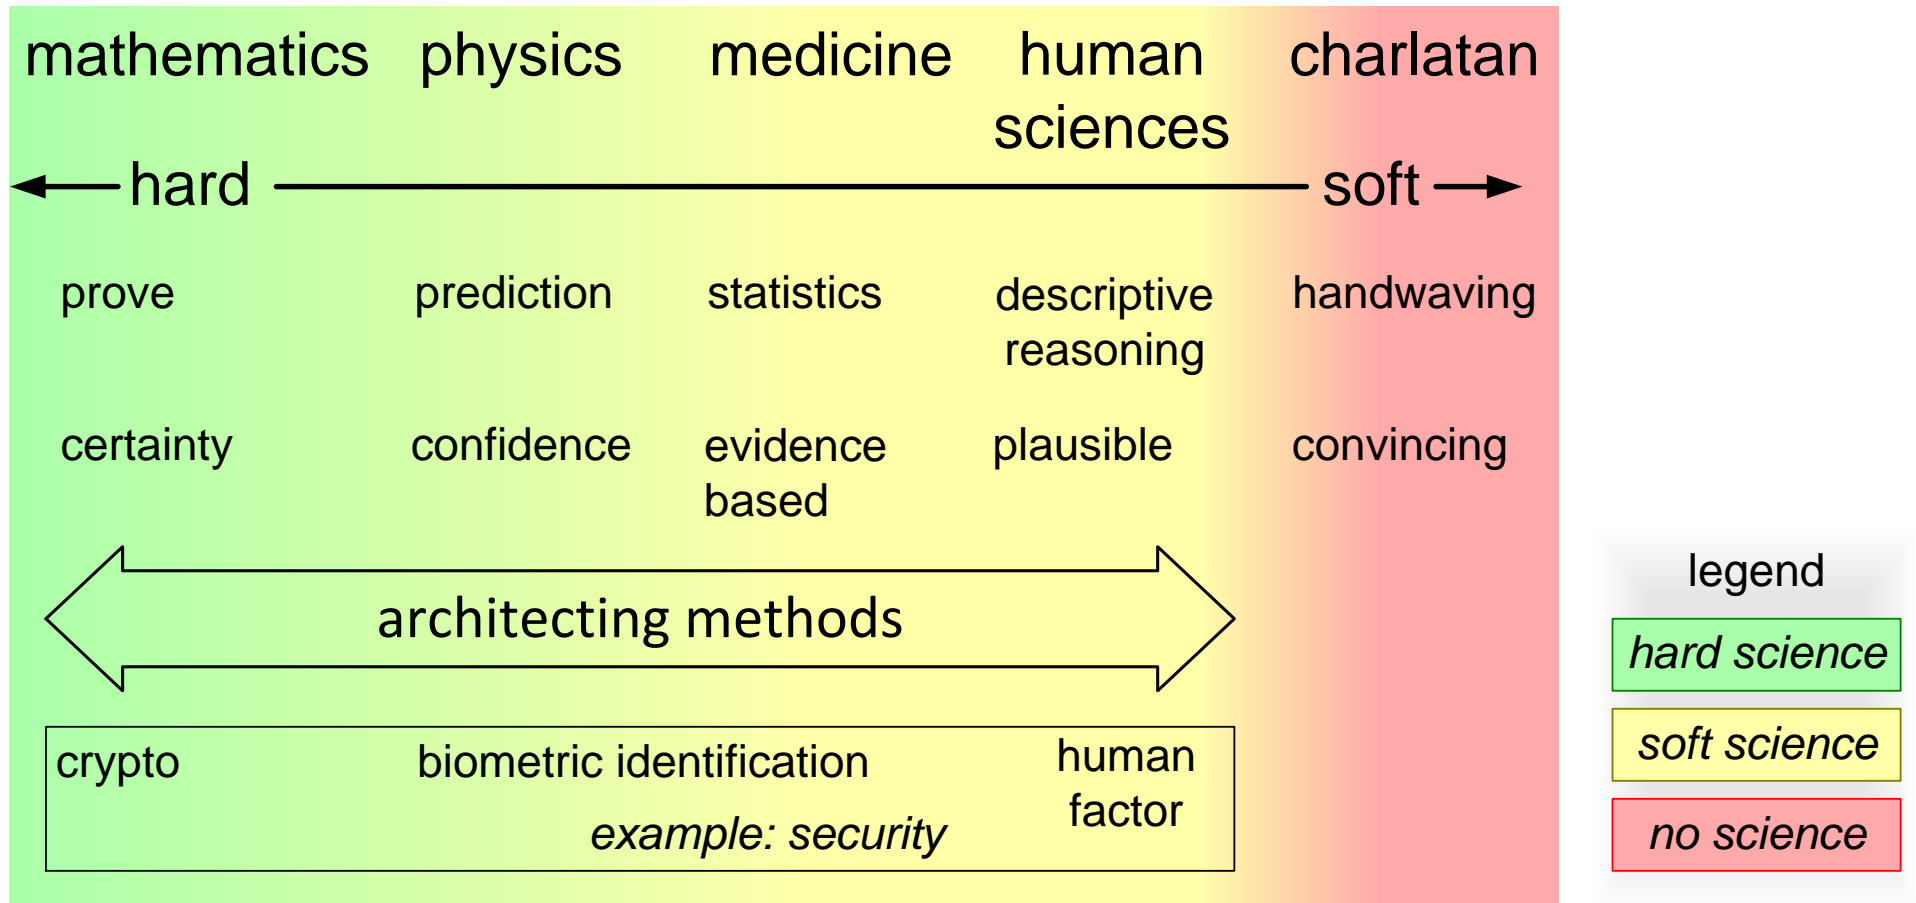 mathematics physics medicine human charlatan
sciences
hard soft
prove prediction statistics descriptive handwaving
reasoning
certainty confidence evidence plausible convincing
based
architecting methods
crypto biometric identification human
factor
example: security
legend
hard science
soft science
no science